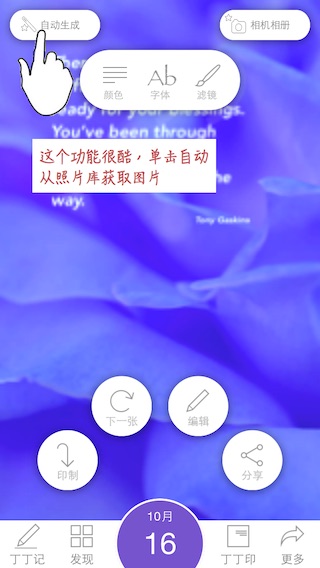 自动生成
相机相册
颜色
字体
滤镜
ready for your blessings.
You've been through
这个功能很酷，单击自动
从照片库获取图片
the
way.
Tony Gaskins
下一张
编辑
印制
分享
10月
16
丁丁记
发现
丁丁印
更多